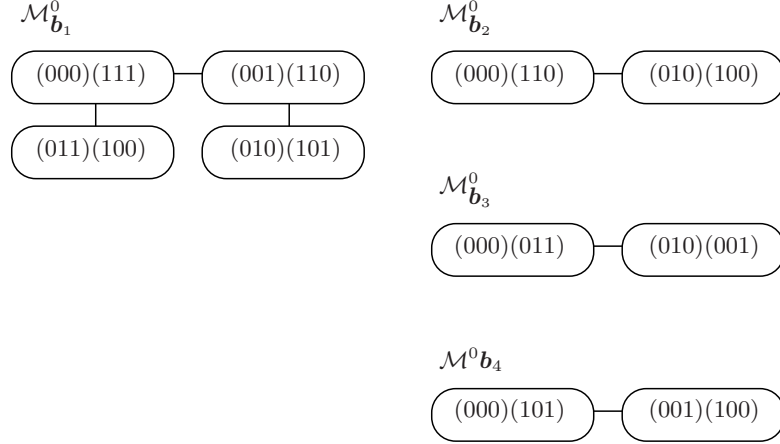 $\mathcal{M}^0_{\boldsymbol{b}_1}$
(000)(111) (001)(110)
(011)(100) (010)(101)
$\mathcal{M}^0_{\boldsymbol{b}_2}$
(000)(110) (010)(100)
$\mathcal{M}^0_{\boldsymbol{b}_3}$
(000)(011) (010)(001)
$\mathcal{M}^0 \boldsymbol{b}_4$
(000)(101) (001)(100)